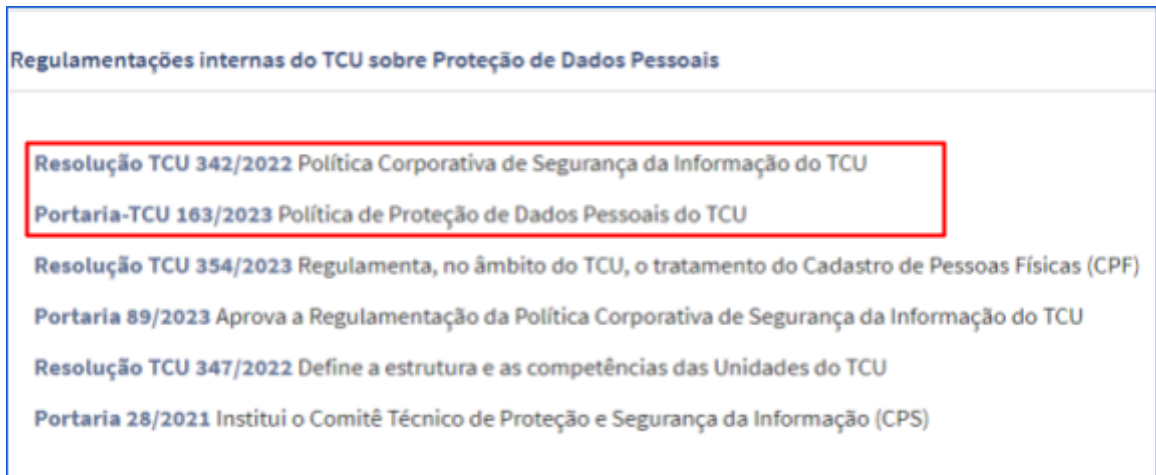 Regulamentações internas do TCU sobre Proteção de Dados Pessoais
Resolução TCU 342/2022 Política Corporativa de Segurança da Informação do TCU
Portaria-TCU 163/2023 Política de Proteção de Dados Pessoais do TCU
Resolução TCU 354/2023 Regulamenta, no âmbito do TCU, o tratamento do Cadastro de Pessoas Físicas (CPF)
Portaria 89/2023 Aprova a Regulamentação da Política Corporativa de Segurança da Informação do TCU
Resolução TCU 347/2022 Define a estrutura e as competências das Unidades do TCU
Portaria 28/2021 Institui o Comitê Técnico de Proteção e Segurança da Informação (CPS)